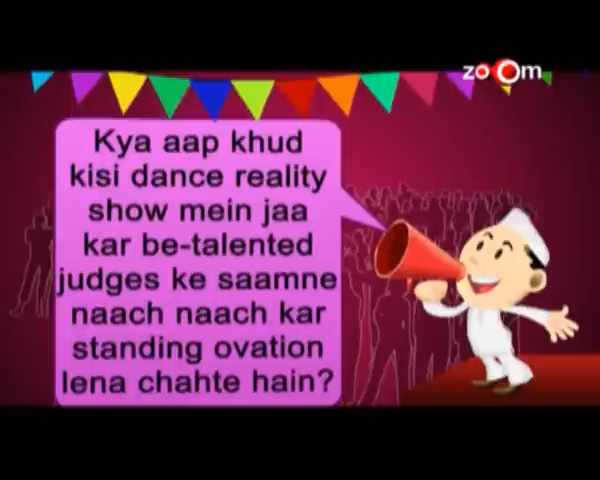 zoom
Kya aap khud
kisi dance reality
show mein jaa
kar be-talented
judges ke saamne
naach naach kar
standing ovation
lena chahte hain?